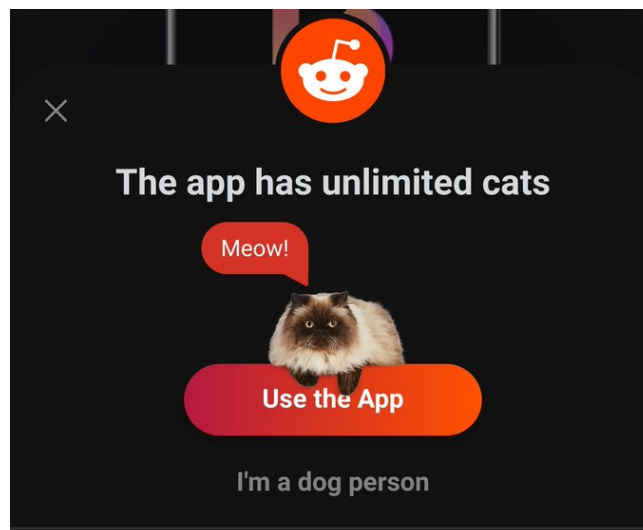 The app has unlimited cats
Meow!
Use the App
I'm a dog person